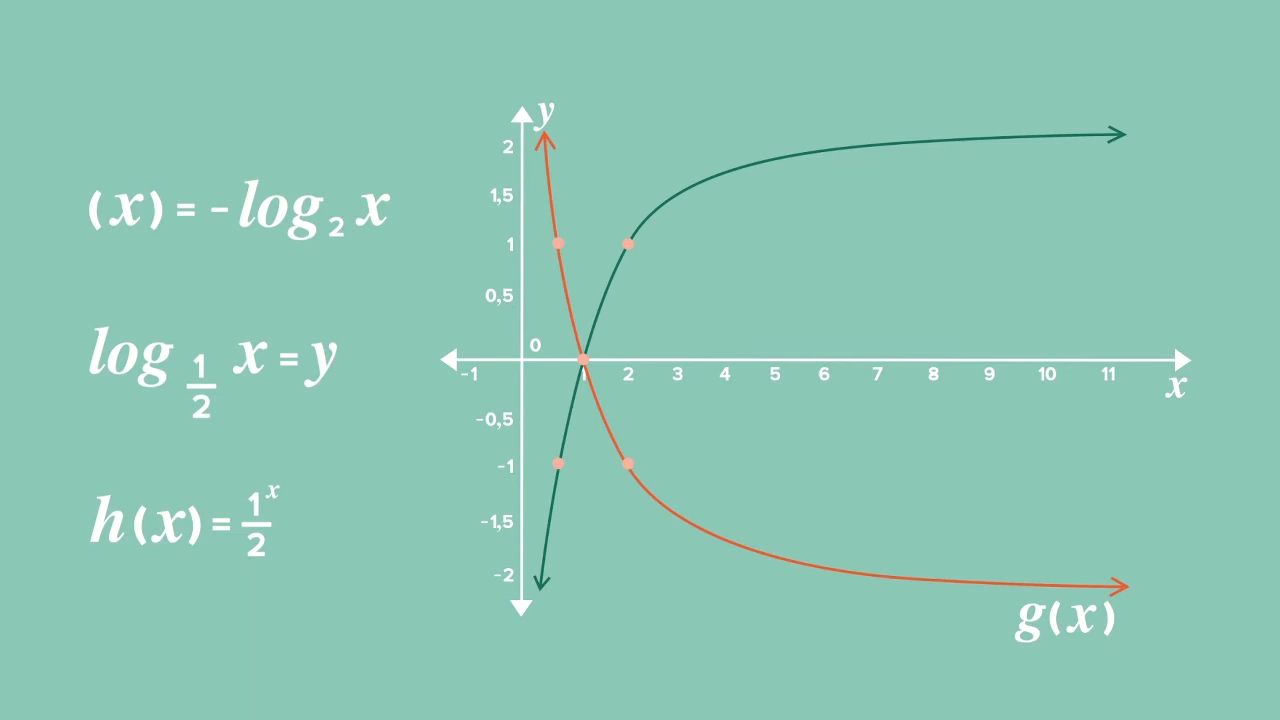 (x) = -log₂ x
log 1/2 x = y
h(x) = 1/2 ˣ
y
2
1,5
1
0,5
0
-1 1 2 3 4 5 6 7 8 9 10 11
x
-0,5
-1
-1,5
-2
g(x)